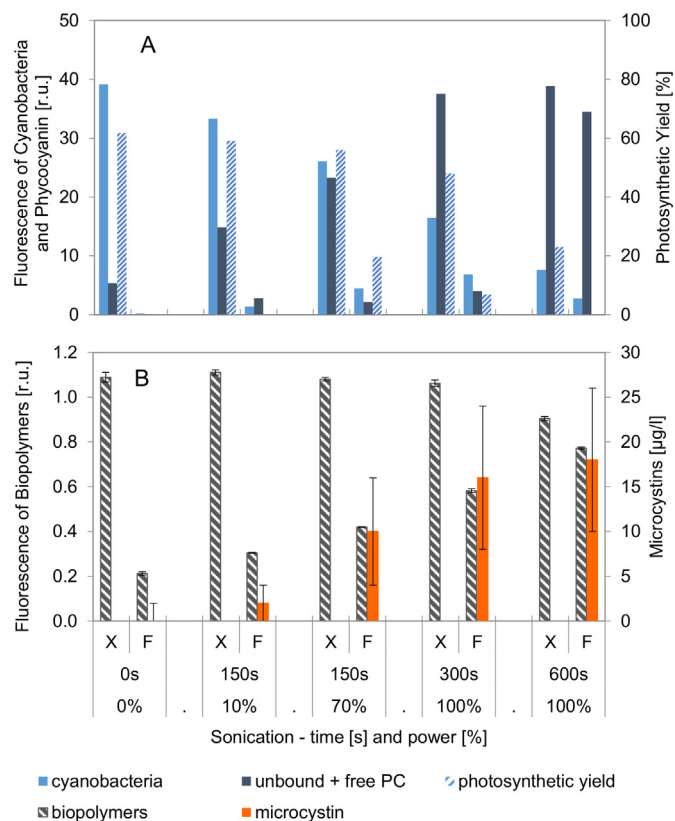 50 100
A
40 80
30 60
20 40
10 20
0 0
Fluorescence of Cyanobacteria
and Phycocyanin [r.u.]
Photosynthetic Yield [%]
1.2 30
B
1.0 25
0.8 20
0.6 15
0.4 10
0.2 5
0.0 0
Fluorescence of Biopolymers [r.u.]
Microcystins [µg/l]
X F X F X F X F X F
0s 150s 150s 300s 600s
0% . 10% . 70% . 100% . 100%
Sonication - time [s] and power [%]
cyanobacteria unbound + free PC photosynthetic yield
biopolymers microcystin